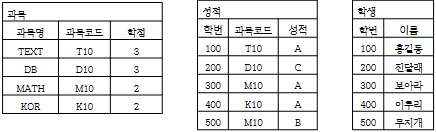 과목
과목명 과목코드 학점
TEXT T10 3
DB D10 3
MATH M10 2
KOR K10 2
성적
학번 과목코드 성적
100 T10 A
200 D10 C
300 M10 A
400 K10 A
500 M10 B
학생
학번 이름
100 홍길동
200 진달래
300 보아라
400 이루리
500 무지개